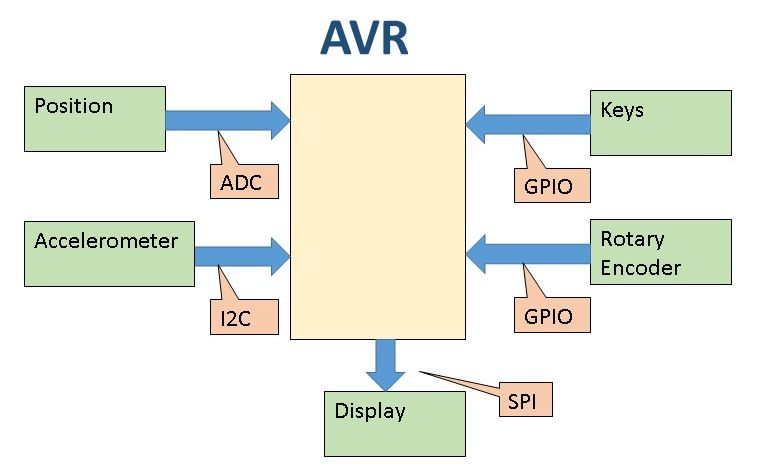 AVR
Position
Keys
ADC
GPIO
Accelerometer
Rotary
Encoder
I2C
GPIO
Display
SPI